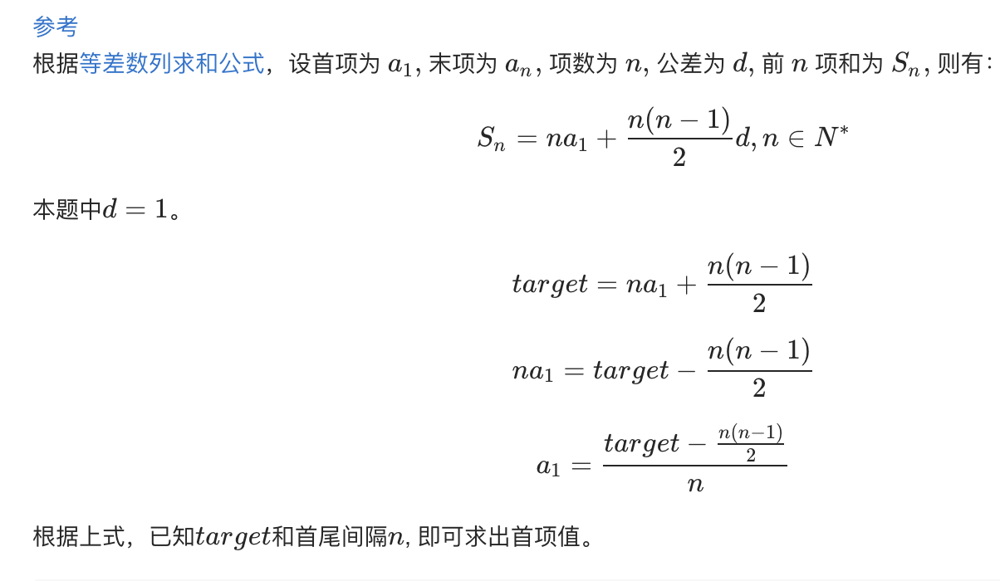 参考
根据等差数列求和公式，设首项为 $a_1$, 末项为 $a_n$, 项数为 $n$, 公差为 $d$, 前 $n$ 项和为 $S_n$, 则有：
$S_n = na_1 + \frac{n(n-1)}{2}d, n \in N^*$
本题中$d = 1$。
$target = na_1 + \frac{n(n-1)}{2}$
$na_1 = target - \frac{n(n-1)}{2}$
$a_1 = \frac{target - \frac{n(n-1)}{2}}{n}$
根据上式，已知$target$和首尾间隔$n$, 即可求出首项值。